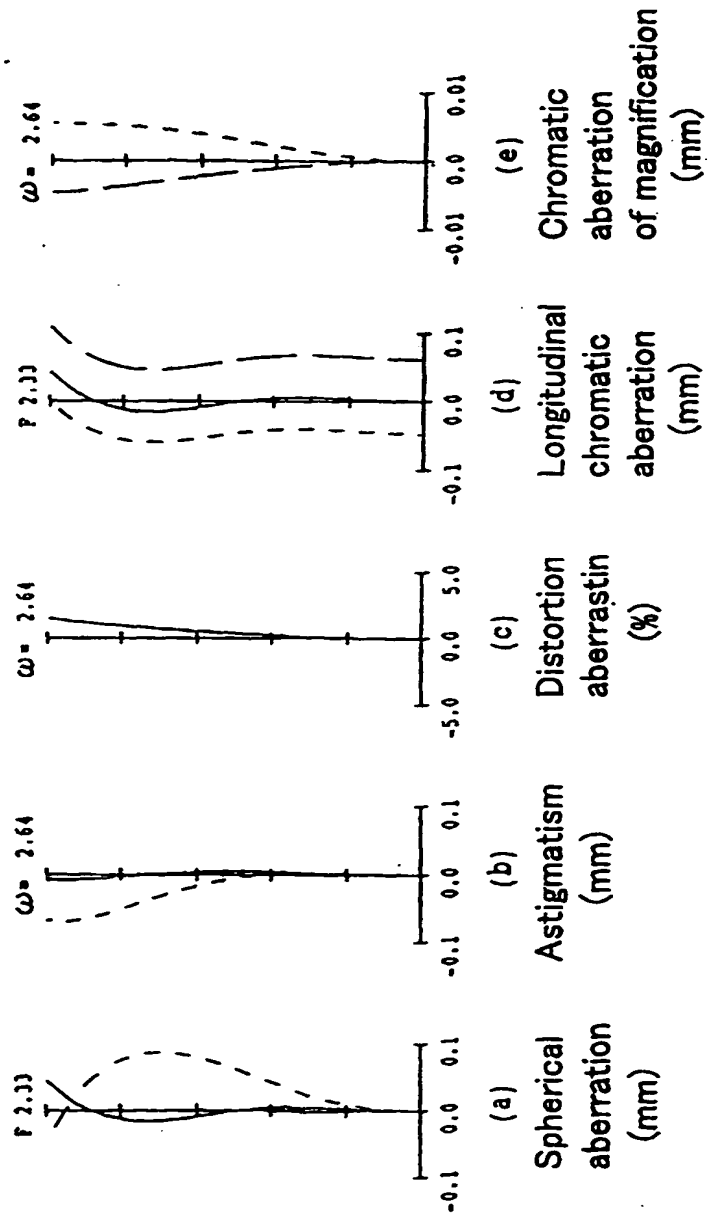 F 2.33
-0.1 0.0 0.1
(a)
Spherical
aberration
(mm)
ω= 2.64
-0.1 0.0 0.1
(b)
Astigmatism
(mm)
ω= 2.64
-5.0 0.0 5.0
(c)
Distortion
aberrastin
(%)
F 2.33
-0.1 0.0 0.1
(d)
Longitudinal
chromatic
aberration
(mm)
ω= 2.64
-0.01 0.0 0.01
(e)
Chromatic
aberration
of magnification
(mm)